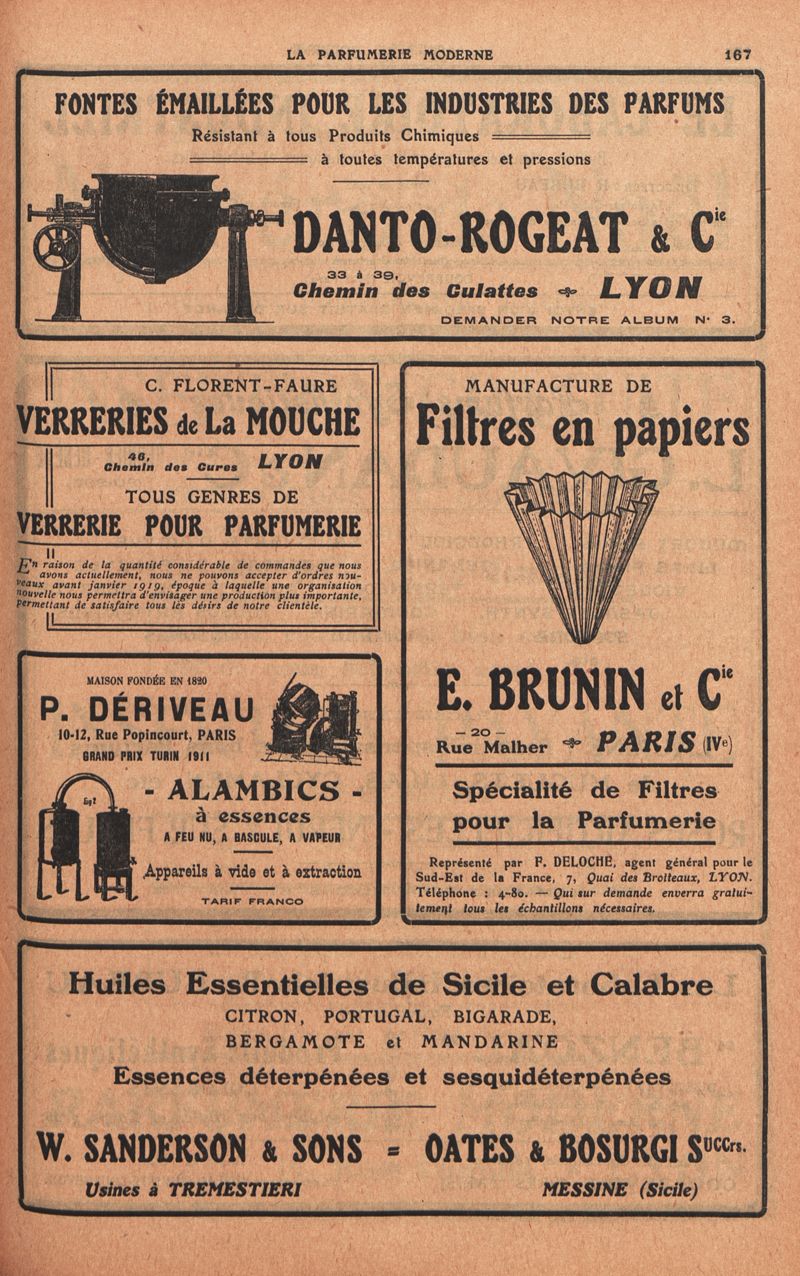 LA PARFUMERIE MODERNE 167
FONTES ÉMAILLÉES POUR LES INDUSTRIES DES PARFUMS
Résistant à tous Produits Chimiques
à toutes températures et pressions
DANTO-ROGEAT & Cie
33 à 39,
Chemin des Culattes LYON
DEMANDER NOTRE ALBUM N° 3.
C. FLORENT-FAURE
VERRERIES de La MOUCHE
46,
Chemin des Cures LYON
TOUS GENRES DE
VERRERIE POUR PARFUMERIE
En raison de la quantité considérable de commandes que nous
avons actuellement, nous ne pouvons accepter d'ordres nou-
veaux avant janvier 1919, époque à laquelle une organisation
nouvelle nous permettra d'envisager une production plus importante,
permettant de satisfaire tous les désirs de notre clientèle.
MAISON FONDÉE EN 1820
P. DÉRIVEAU
10-12, Rue Popincourt, PARIS
GRAND PRIX TURIN 1911
Fig 2
- ALAMBICS -
à essences
A FEU NU, A BASCULE, A VAPEUR
Appareils à vide et à extraction
TARIF FRANCO
MANUFACTURE DE
Filtres en papiers
E. BRUNIN et Cie
— 20 —
Rue Malher PARIS (IVe)
Spécialité de Filtres
pour la Parfumerie
Représenté par F. DELOCHE, agent général pour le
Sud-Est de la France, 7, Quai des Brotteaux, LYON.
Téléphone : 4-80. — Qui sur demande enverra gratui-
tement tous les échantillons nécessaires.
Huiles Essentielles de Sicile et Calabre
CITRON, PORTUGAL, BIGARADE,
BERGAMOTE et MANDARINE
Essences déterpénées et sesquidéterpénées
W. SANDERSON & SONS = OATES & BOSURGI SUCCrs.
Usines à TREMESTIERI MESSINE (Sicile)